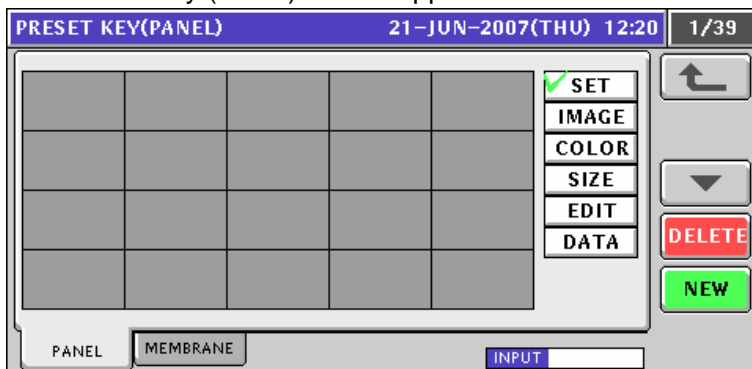 PRESET KEY(PANEL) 21-JUN-2007(THU) 12:20 1/39
SET
IMAGE
COLOR
SIZE
EDIT
DATA
DELETE
NEW
PANEL MEMBRANE
INPUT